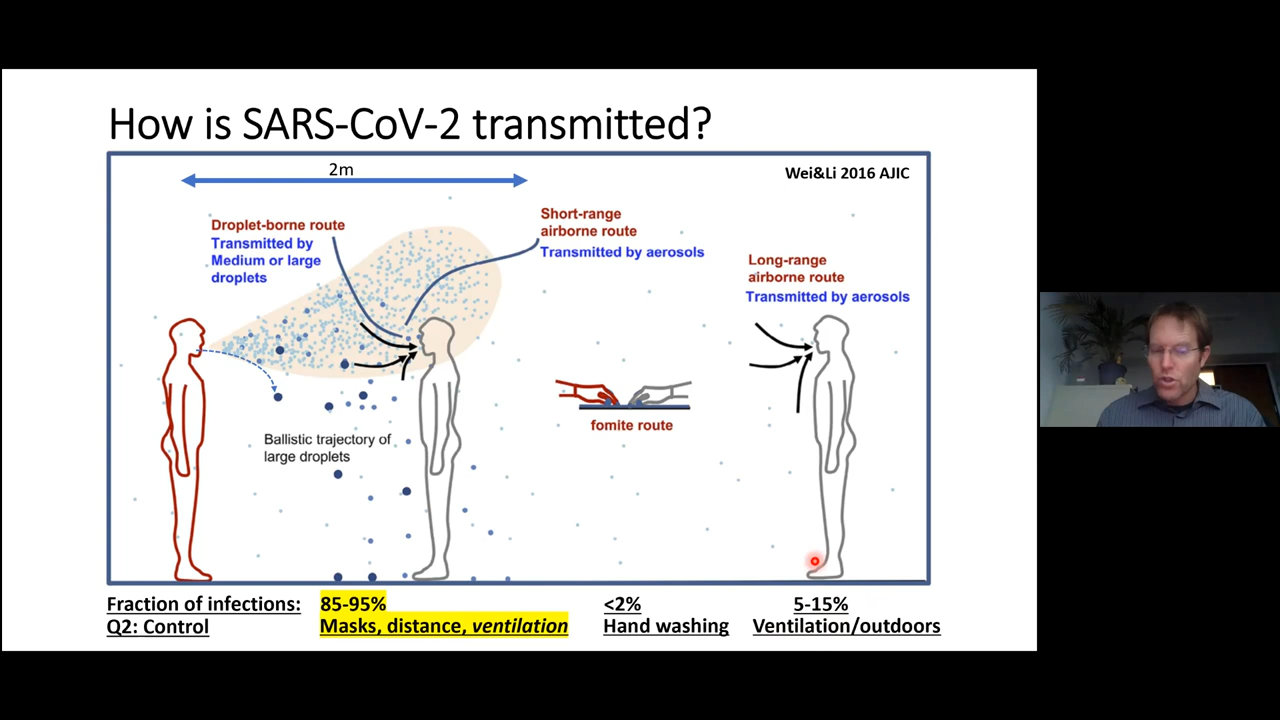 How is SARS-CoV-2 transmitted?
2m
Wei&Li 2016 AJIC
Droplet-borne route
Transmitted by
Medium or large
droplets
Short-range
airborne route
Transmitted by aerosols
Long-range
airborne route
Transmitted by aerosols
fomite route
Ballistic trajectory of
large droplets
Fraction of infections: 85-95% <2% 5-15%
Q2: Control Masks, distance, ventilation Hand washing Ventilation/outdoors